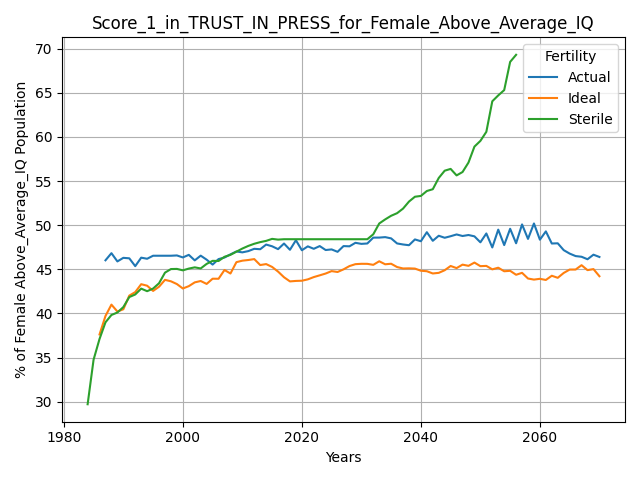 Score_1_in_TRUST_IN_PRESS_for_Female_Above_Average_IQ
% of Female Above_Average_IQ Population
70
65
60
55
50
45
40
35
30
Fertility
Actual
Ideal
Sterile
1980
2000
2020
2040
2060
Years